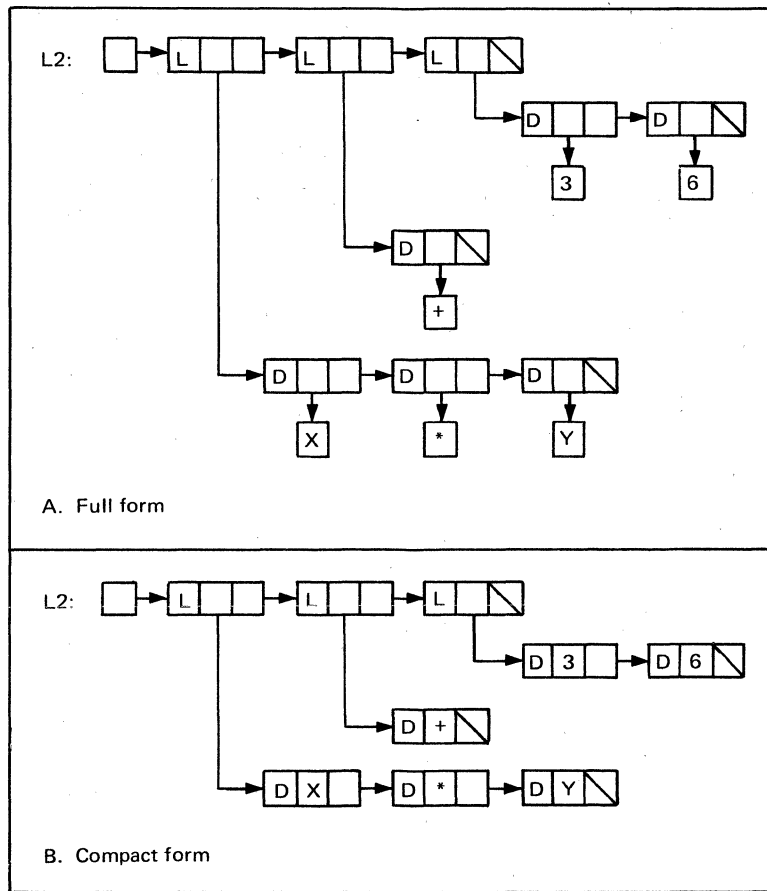 L2: L L L
D D
3 6
D
+
D D D
X * Y
A. Full form
L2: L L L
D 3 D 6
D +
D X D * D Y
B. Compact form